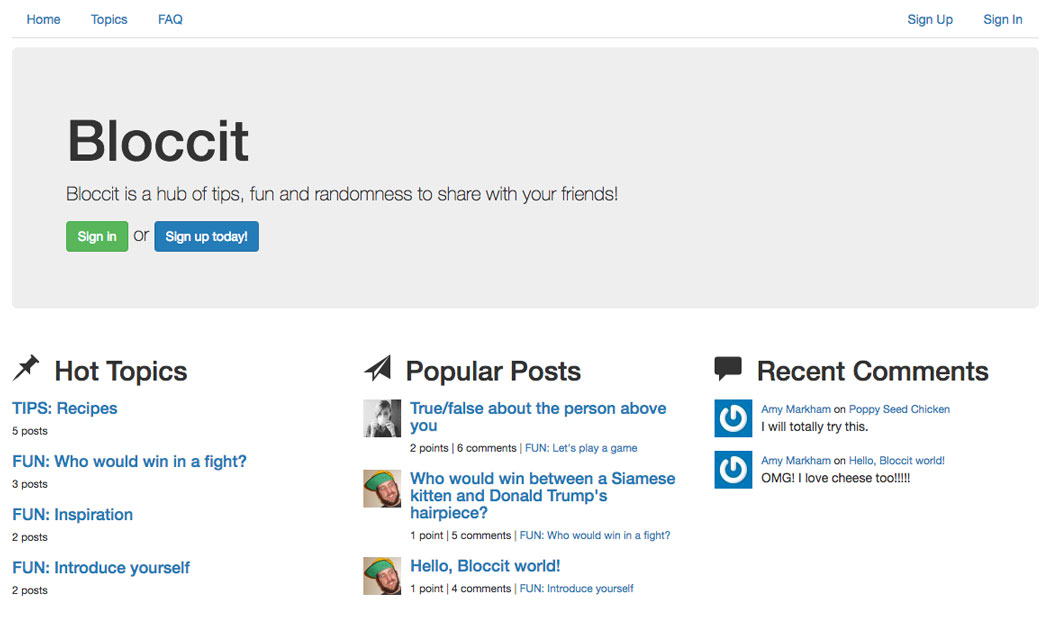 Home Topics FAQ Sign Up Sign In
Bloccit
Bloccit is a hub of tips, fun and randomness to share with your friends!
Sign in or Sign up today!
Hot Topics
TIPS: Recipes
5 posts
FUN: Who would win in a fight?
3 posts
FUN: Inspiration
2 posts
FUN: Introduce yourself
2 posts
Popular Posts
True/false about the person above
you
2 points | 6 comments | FUN: Let's play a game
Who would win between a Siamese
kitten and Donald Trump's
hairpiece?
1 point | 5 comments | FUN: Who would win in a fight?
Hello, Bloccit world!
1 point | 4 comments | FUN: Introduce yourself
Recent Comments
Amy Markham on Poppy Seed Chicken
I will totally try this.
Amy Markham on Hello, Bloccit world!
OMG! I love cheese too!!!!!